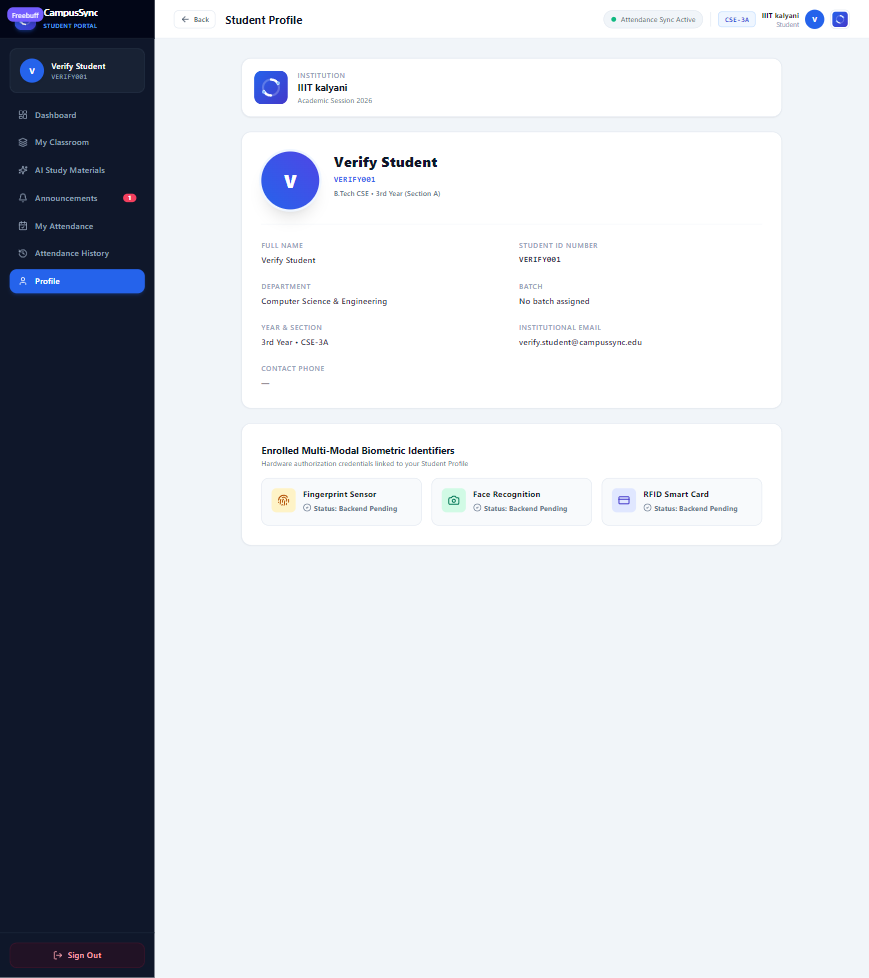 Freebuff
CampusSync
STUDENT PORTAL
V
Verify Student
VERIFY001
Dashboard
My Classroom
AI Study Materials
Announcements 1
My Attendance
Attendance History
Profile
Sign Out
Back
Student Profile
Attendance Sync Active
CSE-3A
IIIT kalyani
Student
V
INSTITUTION
IIIT kalyani
Academic Session 2026
V
Verify Student
VERIFY001
B.Tech CSE • 3rd Year (Section A)
FULL NAME
Verify Student
STUDENT ID NUMBER
VERIFY001
DEPARTMENT
Computer Science & Engineering
BATCH
No batch assigned
YEAR & SECTION
3rd Year • CSE-3A
INSTITUTIONAL EMAIL
verify.student@campussync.edu
CONTACT PHONE
—
Enrolled Multi-Modal Biometric Identifiers
Hardware authorization credentials linked to your Student Profile
Fingerprint Sensor
Status: Backend Pending
Face Recognition
Status: Backend Pending
RFID Smart Card
Status: Backend Pending